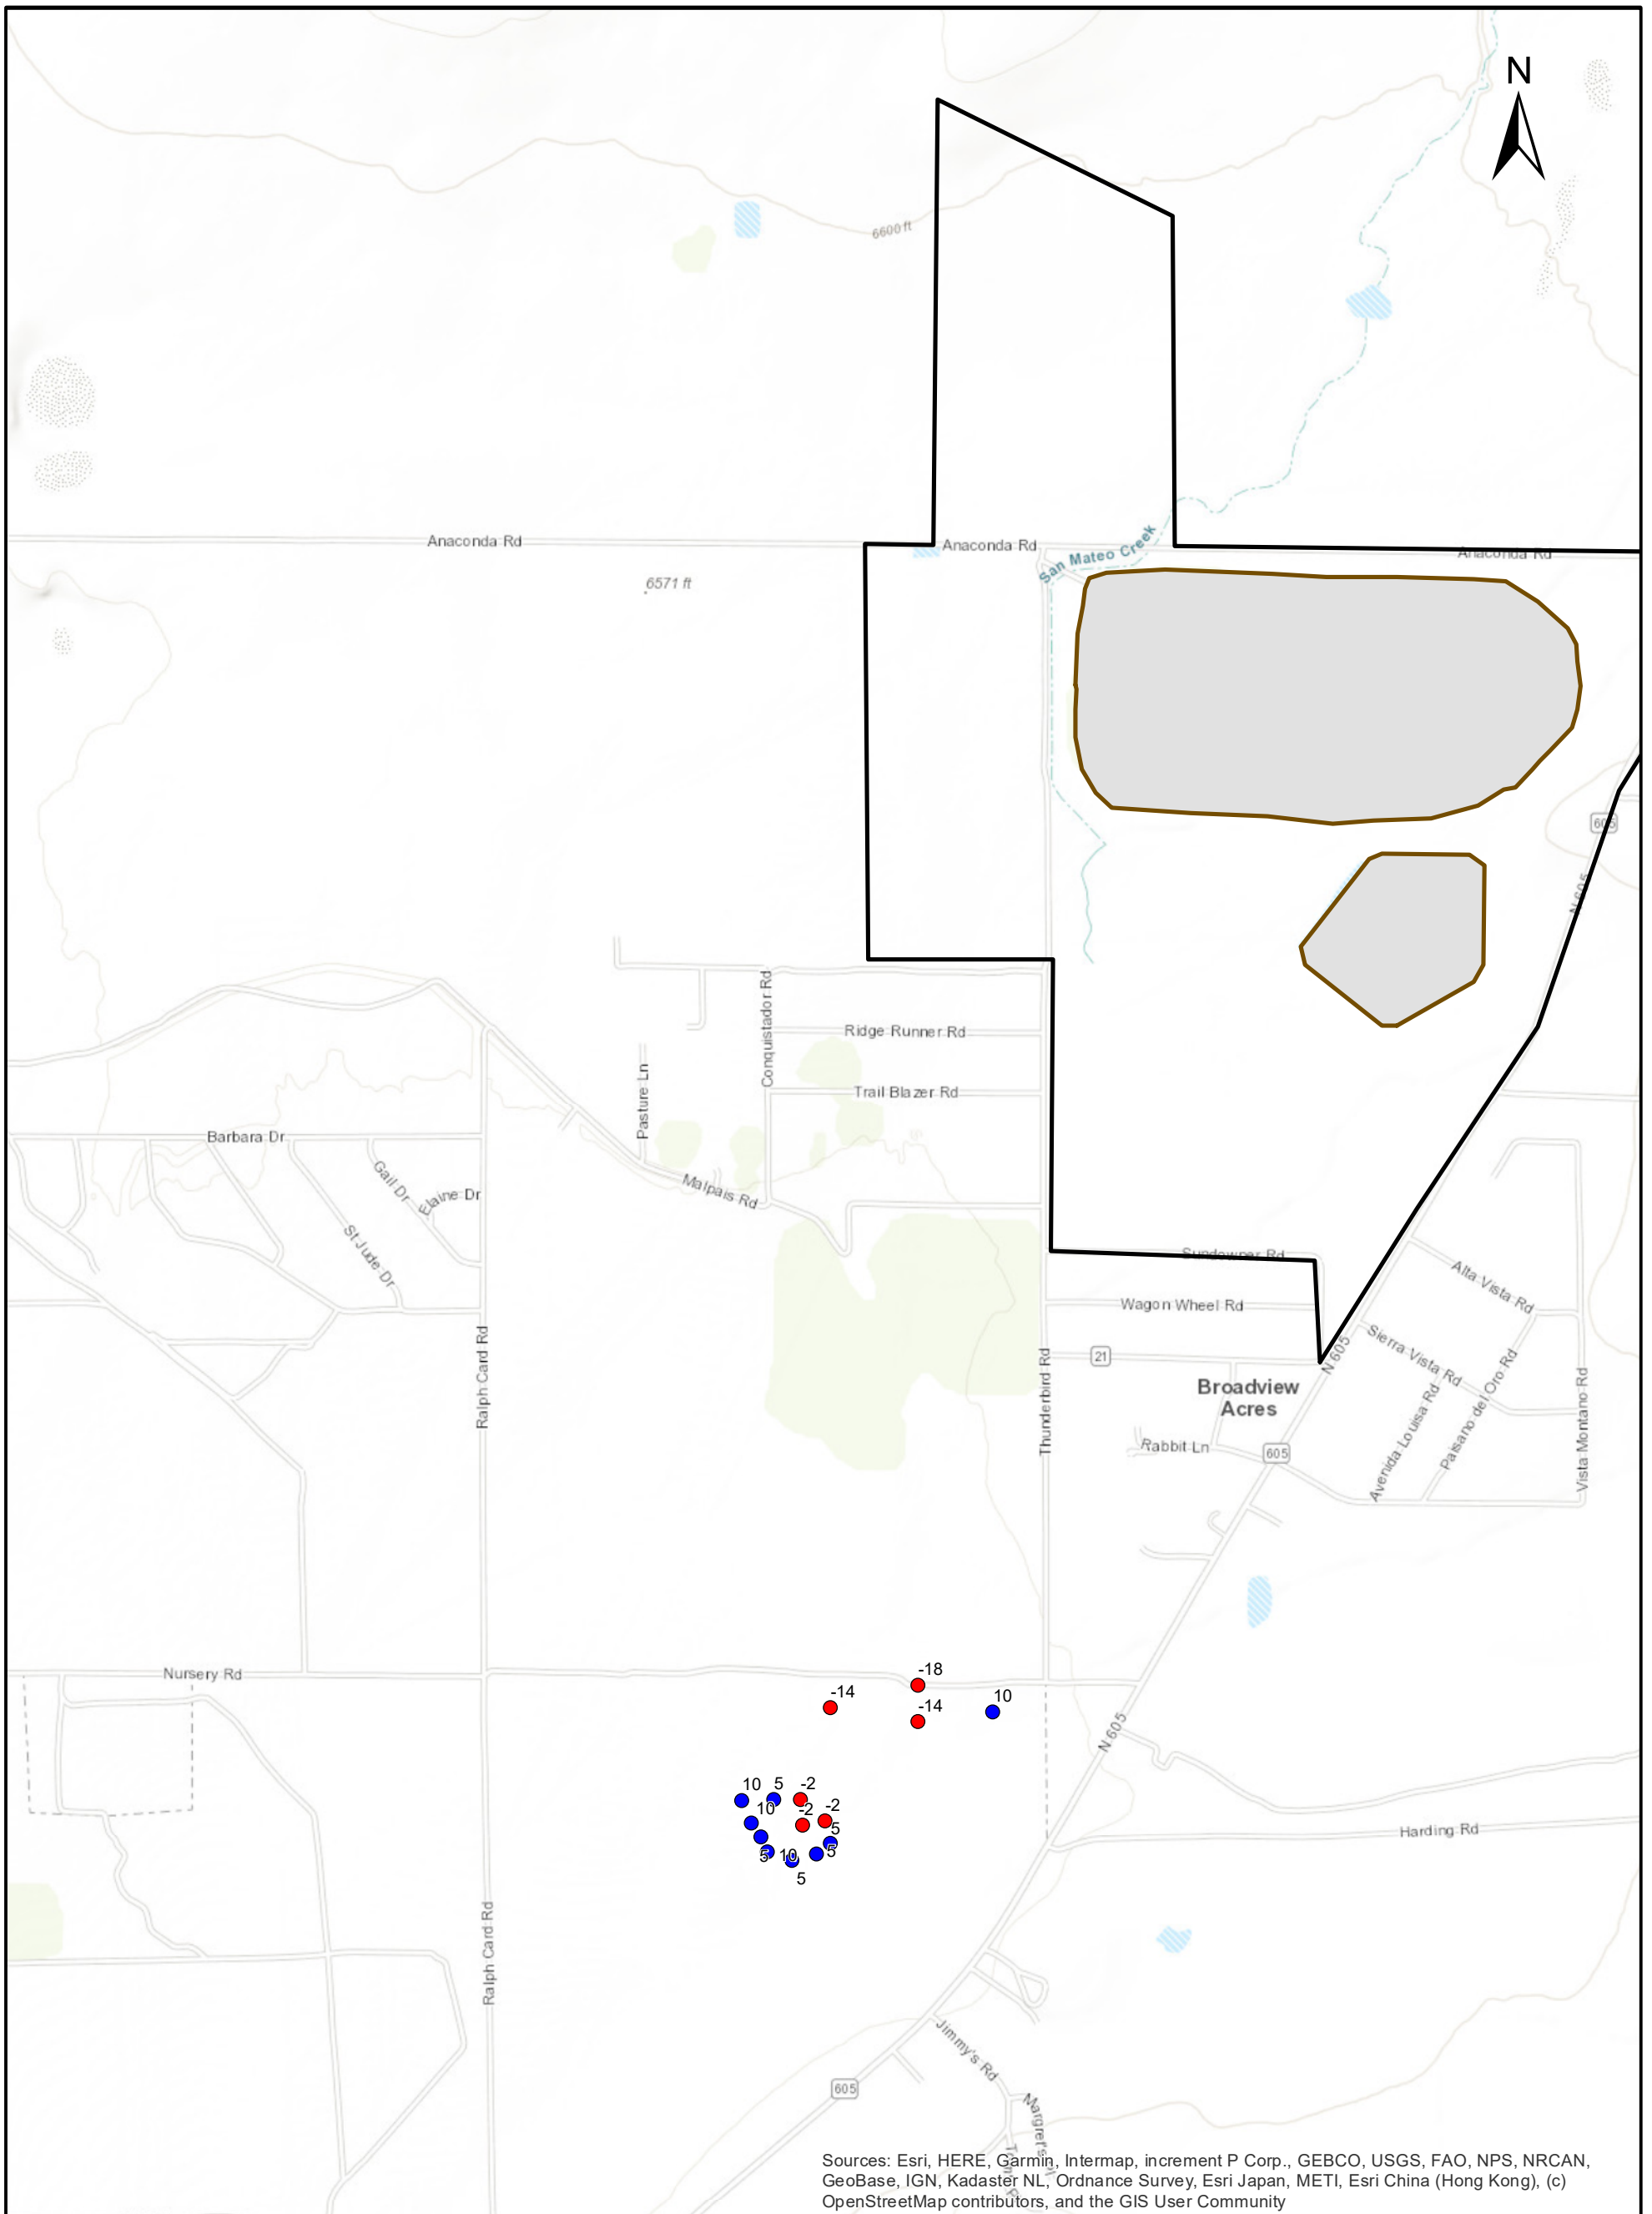 N
6600 ft
Anaconda Rd
Anaconda Rd
Anaconda Rd
San Mateo Creek
6571 ft
605
N 605
Conquistador Rd
Ridge Runner Rd
Pasture Ln
Trail Blazer Rd
Barbara Dr
Gail Dr
Elaine Dr
Malpais Rd
St Jude Dr
Sundowner Rd
Alta Vista Rd
Wagon Wheel Rd
Sierra Vista Rd
N 605
21
Ralph Card Rd
Thunderbird Rd
Broadview
Acres
Paisano del Oro Rd
Avenida Louisa Rd
Vista Montano Rd
Rabbit Ln
605
Nursery Rd
-18
-14
10
-14
N 605
10
5
-2
10
-2
-2
5
5
10
5
5
Harding Rd
Ralph Card Rd
Jimmy's Rd
605
Sources: Esri, HERE, Garmin, Intermap, increment P Corp., GEBCO, USGS, FAO, NPS, NRCAN,
GeoBase, IGN, Kadaster NL, Ordnance Survey, Esri Japan, METI, Esri China (Hong Kong), (c)
OpenStreetMap contributors, and the GIS User Community